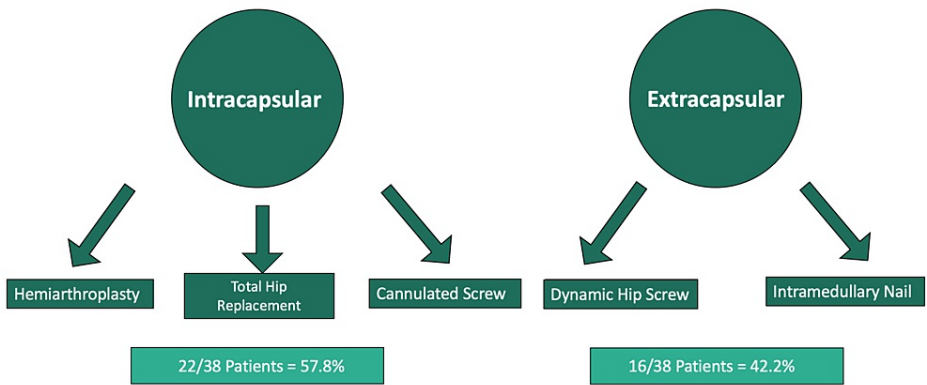 Intracapsular
Extracapsular
Hemiarthroplasty
Total Hip
Replacement
Cannulated Screw
Dynamic Hip Screw
Intramedullary Nail
22/38 Patients = 57.8%
16/38 Patients = 42.2%